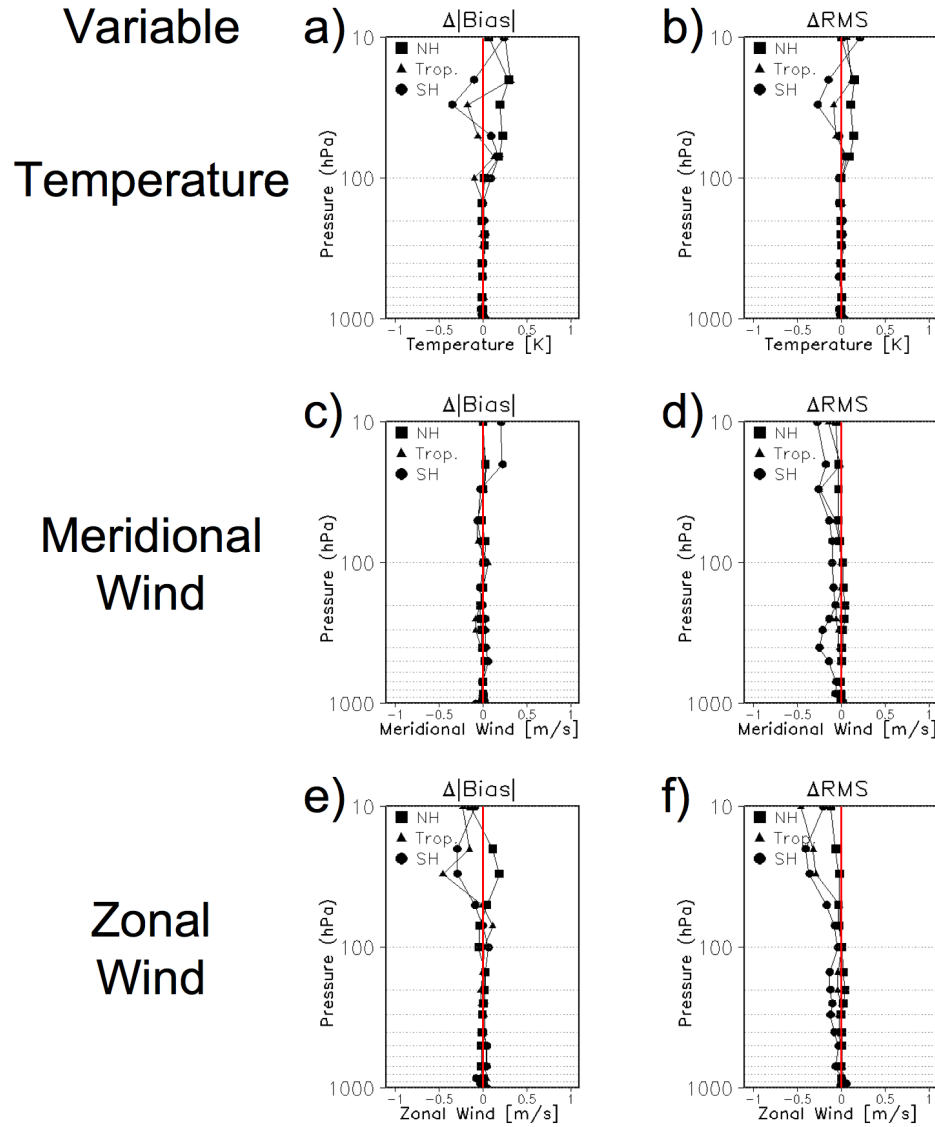 Variable
a)
Δ|Bias|
b)
ΔRMS
Temperature
10
100
1000
Pressure (hPa)
NH
Trop.
SH
−1
−0.5
0
0.5
1
Temperature [K]
10
100
1000
Pressure (hPa)
NH
Trop.
SH
−1
−0.5
0
0.5
1
Temperature [K]
Meridional
Wind
c)
Δ|Bias|
10
100
1000
Pressure (hPa)
NH
Trop.
SH
−1
−0.5
0
0.5
1
Meridional Wind [m/s]
d)
ΔRMS
10
100
1000
Pressure (hPa)
NH
Trop.
SH
−1
−0.5
0
0.5
1
Meridional Wind [m/s]
Zonal
Wind
e)
Δ|Bias|
10
100
1000
Pressure (hPa)
NH
Trop.
SH
−1
−0.5
0
0.5
1
Zonal Wind [m/s]
f)
ΔRMS
10
100
1000
Pressure (hPa)
NH
Trop.
SH
−1
−0.5
0
0.5
1
Zonal Wind [m/s]